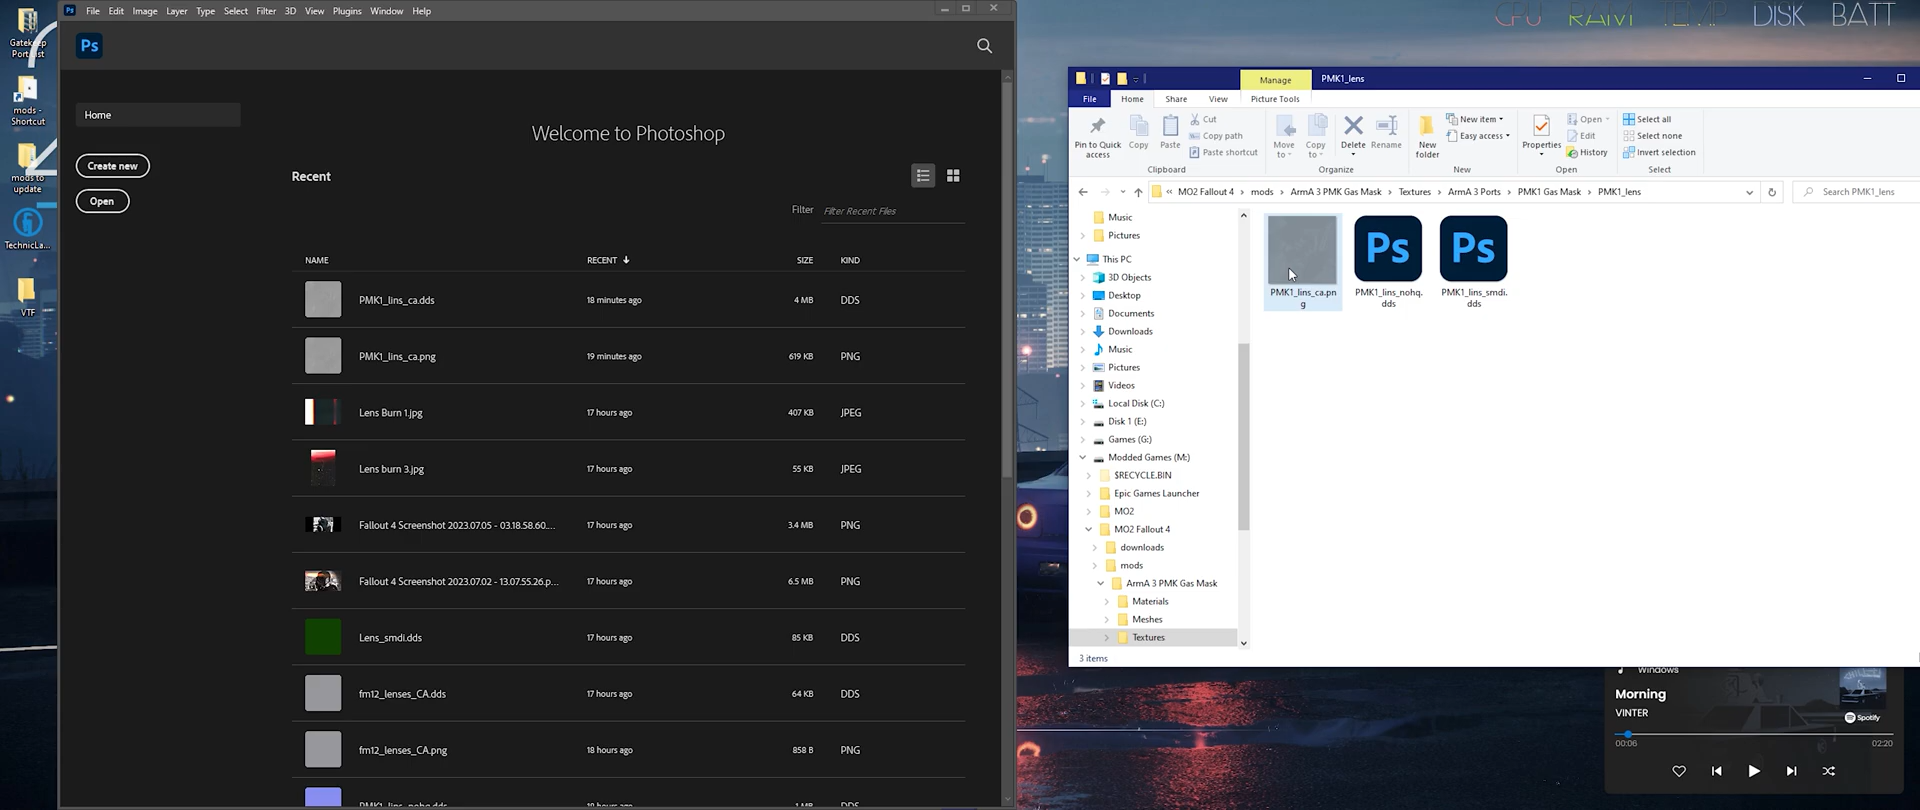 Gatekeep
mods -
Shortcut
mods to
update
TechnicLa...
VTF
Ps
File Edit Image Layer Type Select Filter 3D View Plugins Window Help
Ps
Home
Create new
Open
Welcome to Photoshop
Recent
Filter Filter Recent Files
NAME RECENT SIZE KIND
PMK1_lins_ca.dds 18 minutes ago 4 MB DDS
PMK1_lins_ca.png 19 minutes ago 619 KB PNG
Lens Burn 1.jpg 17 hours ago 407 KB JPEG
Lens burn 3.jpg 17 hours ago 55 KB JPEG
Fallout 4 Screenshot 2023.07.05 - 03.18.58.60.... 17 hours ago 3.4 MB PNG
Fallout 4 Screenshot 2023.07.02 - 13.07.55.26.p... 17 hours ago 6.5 MB PNG
Lens_smdi.dds 17 hours ago 85 KB DDS
fm12_lenses_CA.dds 17 hours ago 64 KB DDS
fm12_lenses_CA.png 18 hours ago 858 B PNG
PMK1_lins_nohq.dds 18 hours ago 1 MB DDS
CPU RAM TEMP DISK BATT
Manage PMK1_lens
File Home Share View Picture Tools
Pin to Quick
access
Copy
Paste
Cut
Copy path
Paste shortcut
Clipboard
Move
to
Copy
to
Delete
Rename
Organize
New
folder
New item
Easy access
New
Properties
Open
Edit
History
Open
Select all
Select none
Invert selection
Select
« MO2 Fallout 4 › mods › ArmA 3 PMK Gas Mask › Textures › ArmA 3 Ports › PMK1 Gas Mask › PMK1_lens
Search PMK1_lens
Music
Pictures
This PC
3D Objects
Desktop
Documents
Downloads
Music
Pictures
Videos
Local Disk (C:)
Disk 1 (E:)
Games (G:)
Modded Games (M:)
$RECYCLE.BIN
Epic Games Launcher
MO2
MO2 Fallout 4
downloads
mods
ArmA 3 PMK Gas Mask
Materials
Meshes
Textures
PMK1_lins_ca.pn
g
Ps
PMK1_lins_nohq.
dds
Ps
PMK1_lins_smdi.
dds
3 items
Windows
Morning
VINTER
Spotify
00:06 02:20